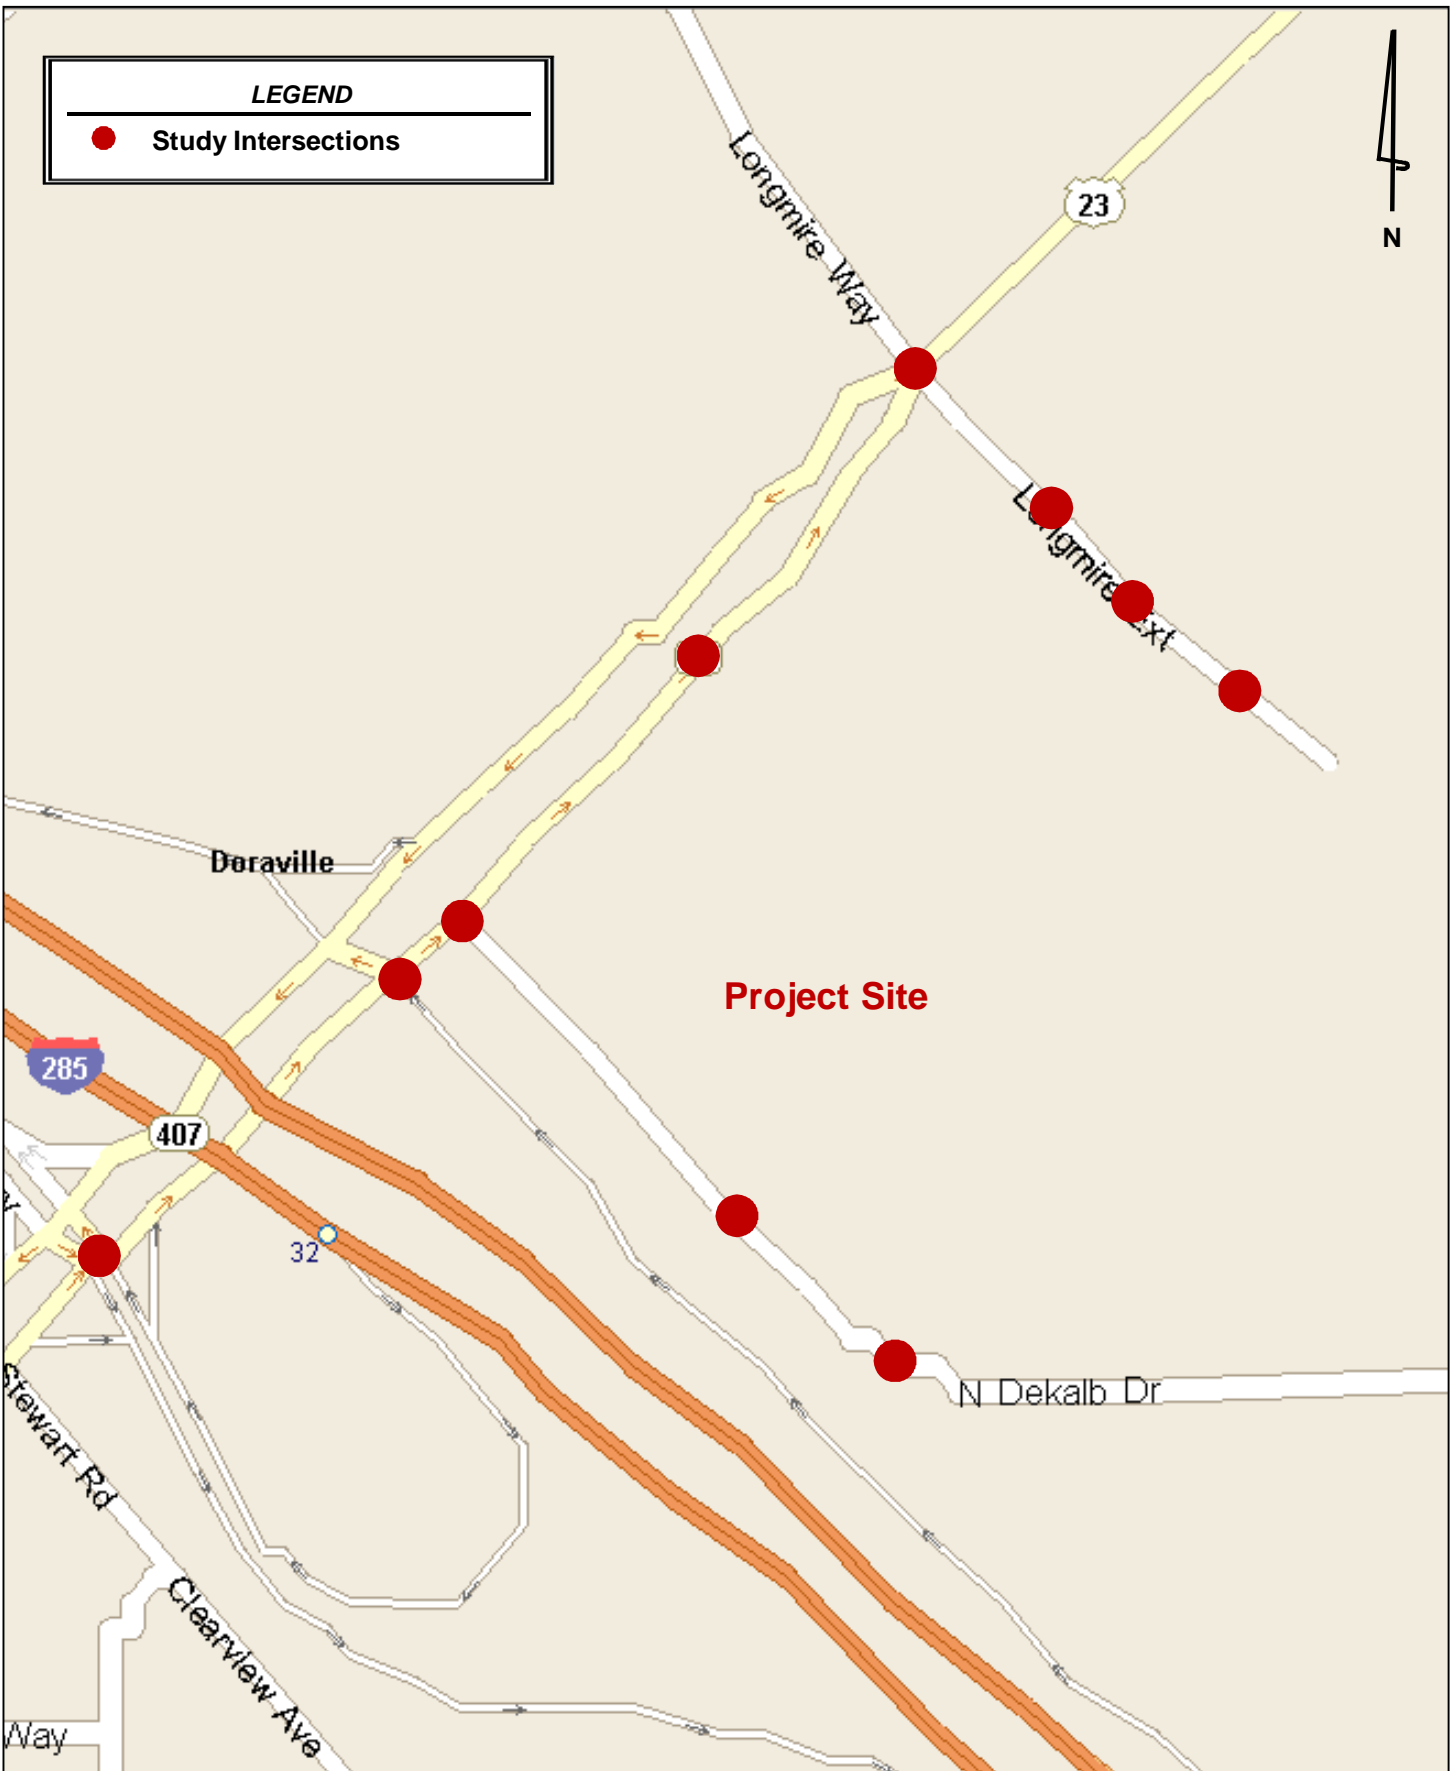 LEGEND
Study Intersections
N
23
Longmire Way
Longmire Ext
Doraville
Project Site
285
407
32
N Dekalb Dr
Stewart Rd
Clearview Ave
Way